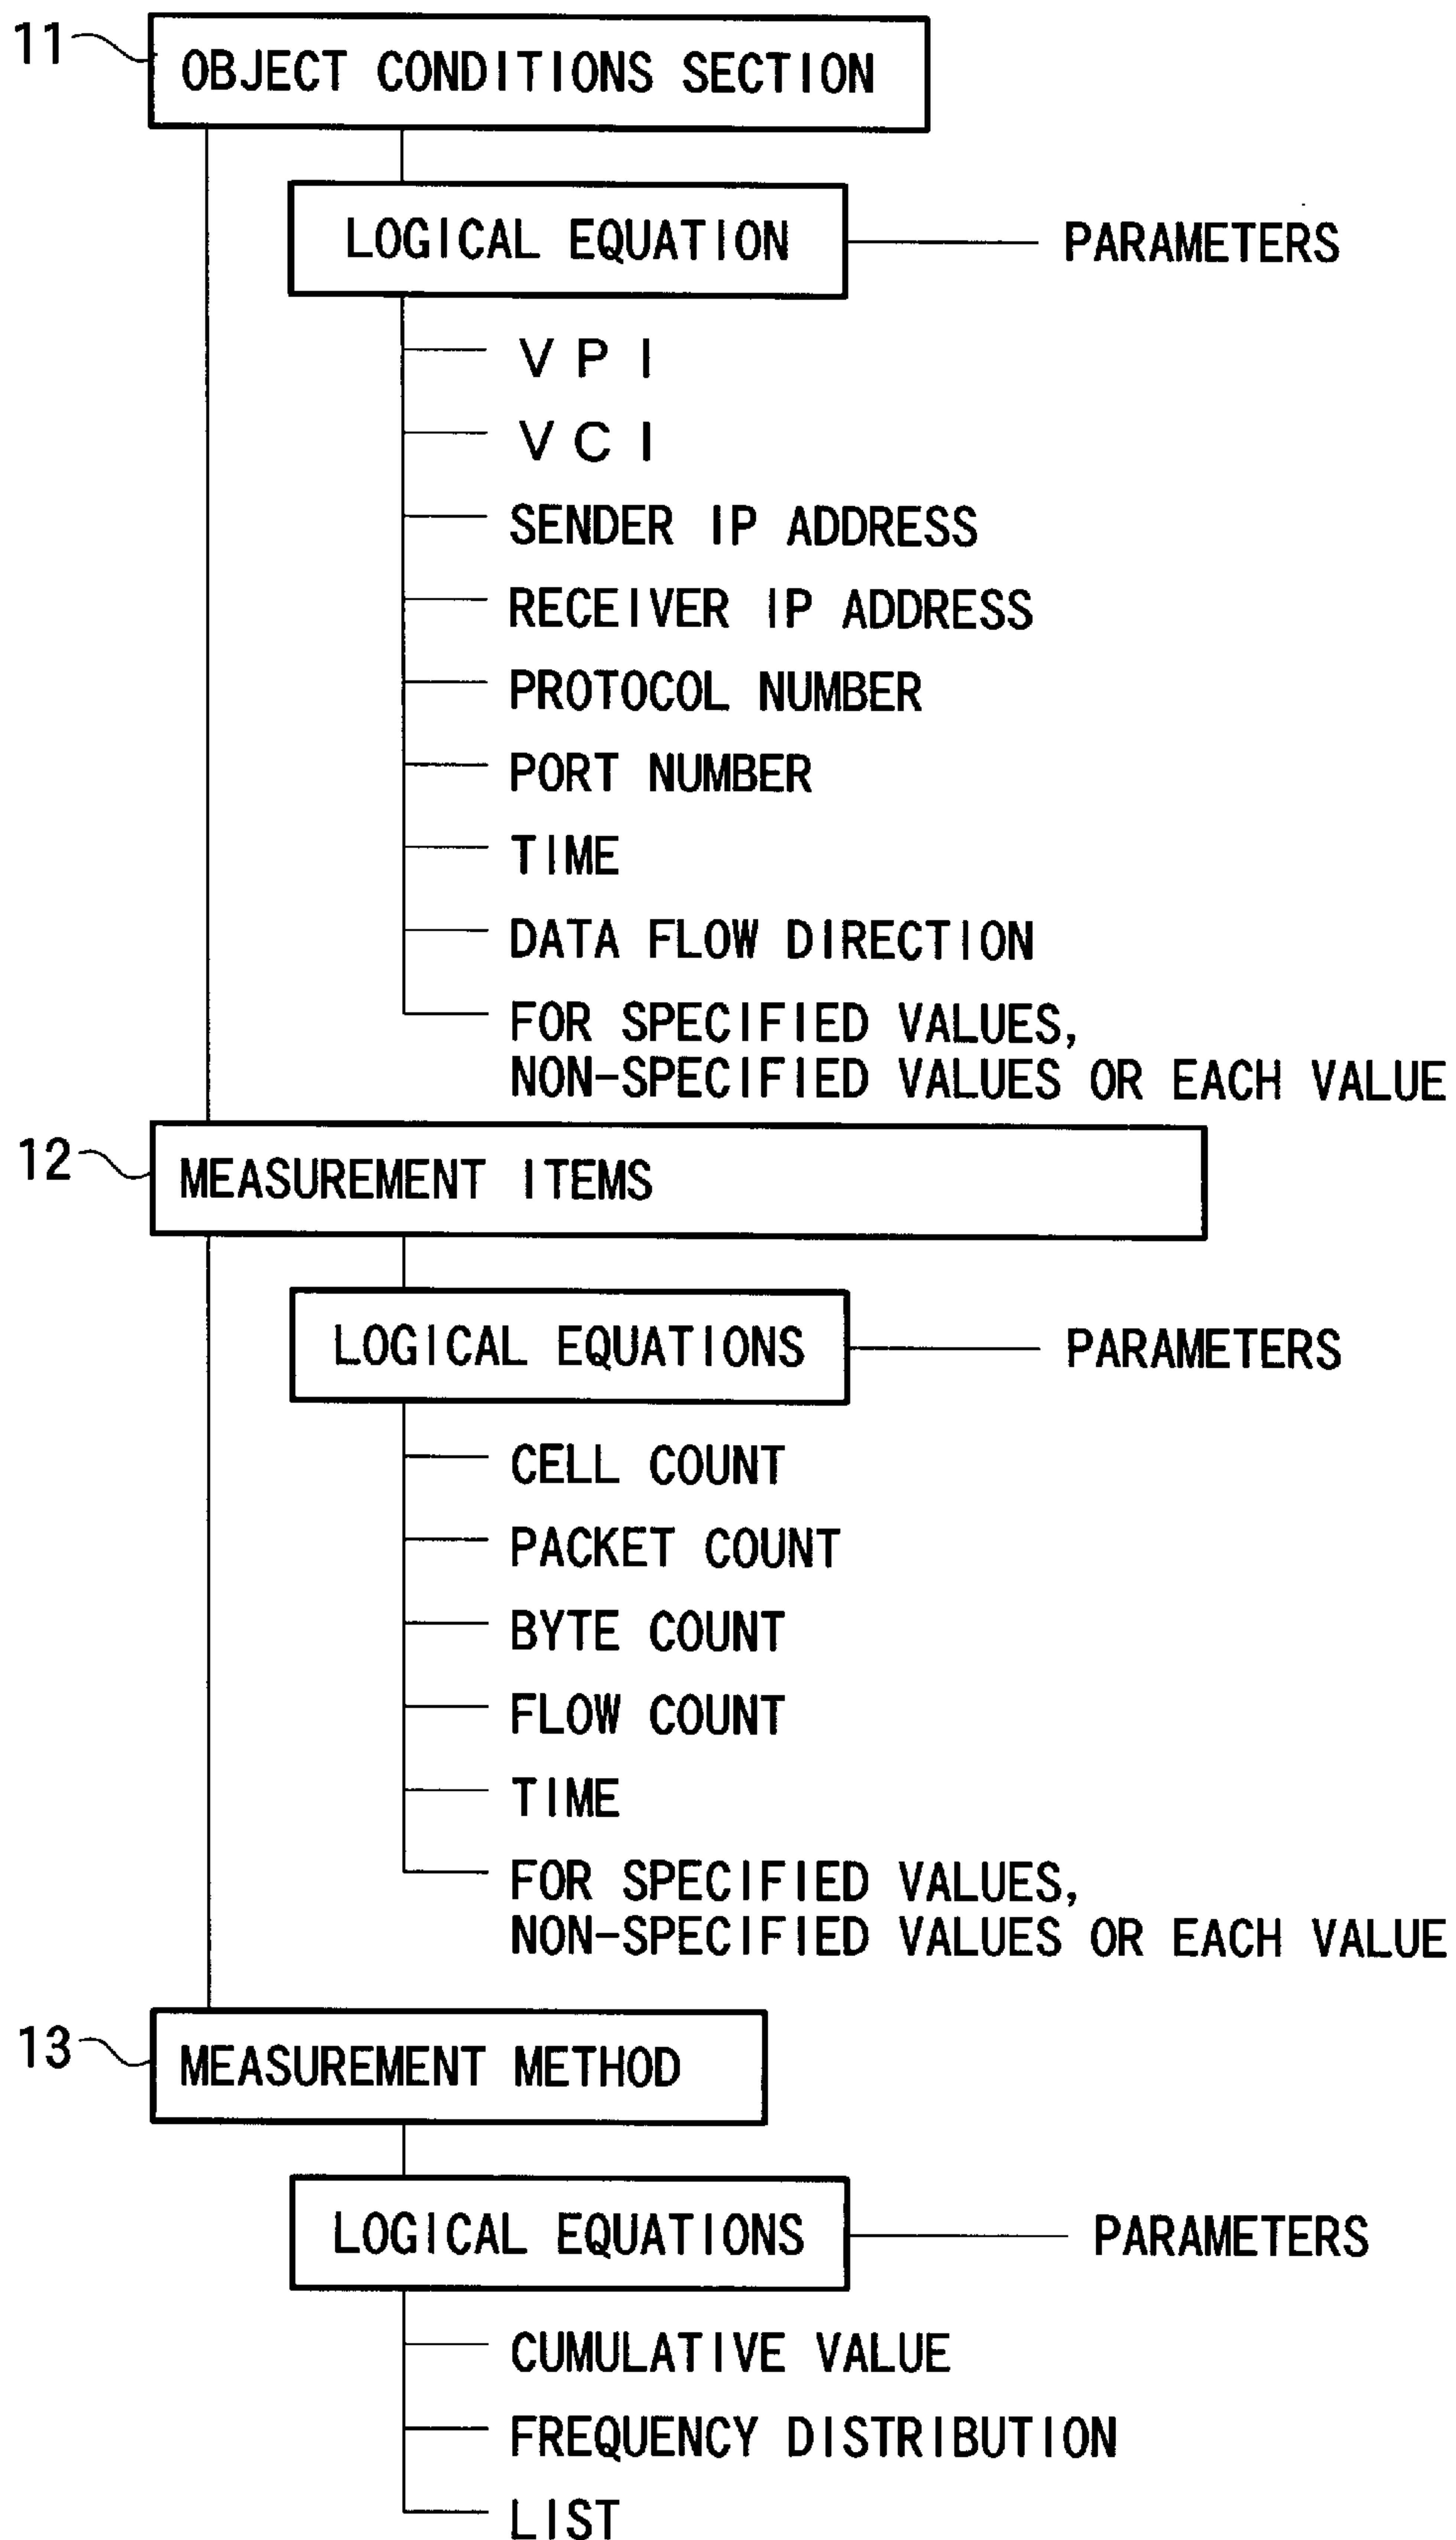 11
OBJECT CONDITIONS SECTION
LOGICAL EQUATION
PARAMETERS
VPI
VCI
SENDER IP ADDRESS
RECEIVER IP ADDRESS
PROTOCOL NUMBER
PORT NUMBER
TIME
DATA FLOW DIRECTION
FOR SPECIFIED VALUES,
NON-SPECIFIED VALUES OR EACH VALUE
12
MEASUREMENT ITEMS
LOGICAL EQUATIONS
PARAMETERS
CELL COUNT
PACKET COUNT
BYTE COUNT
FLOW COUNT
TIME
FOR SPECIFIED VALUES,
NON-SPECIFIED VALUES OR EACH VALUE
13
MEASUREMENT METHOD
LOGICAL EQUATIONS
PARAMETERS
CUMULATIVE VALUE
FREQUENCY DISTRIBUTION
LIST